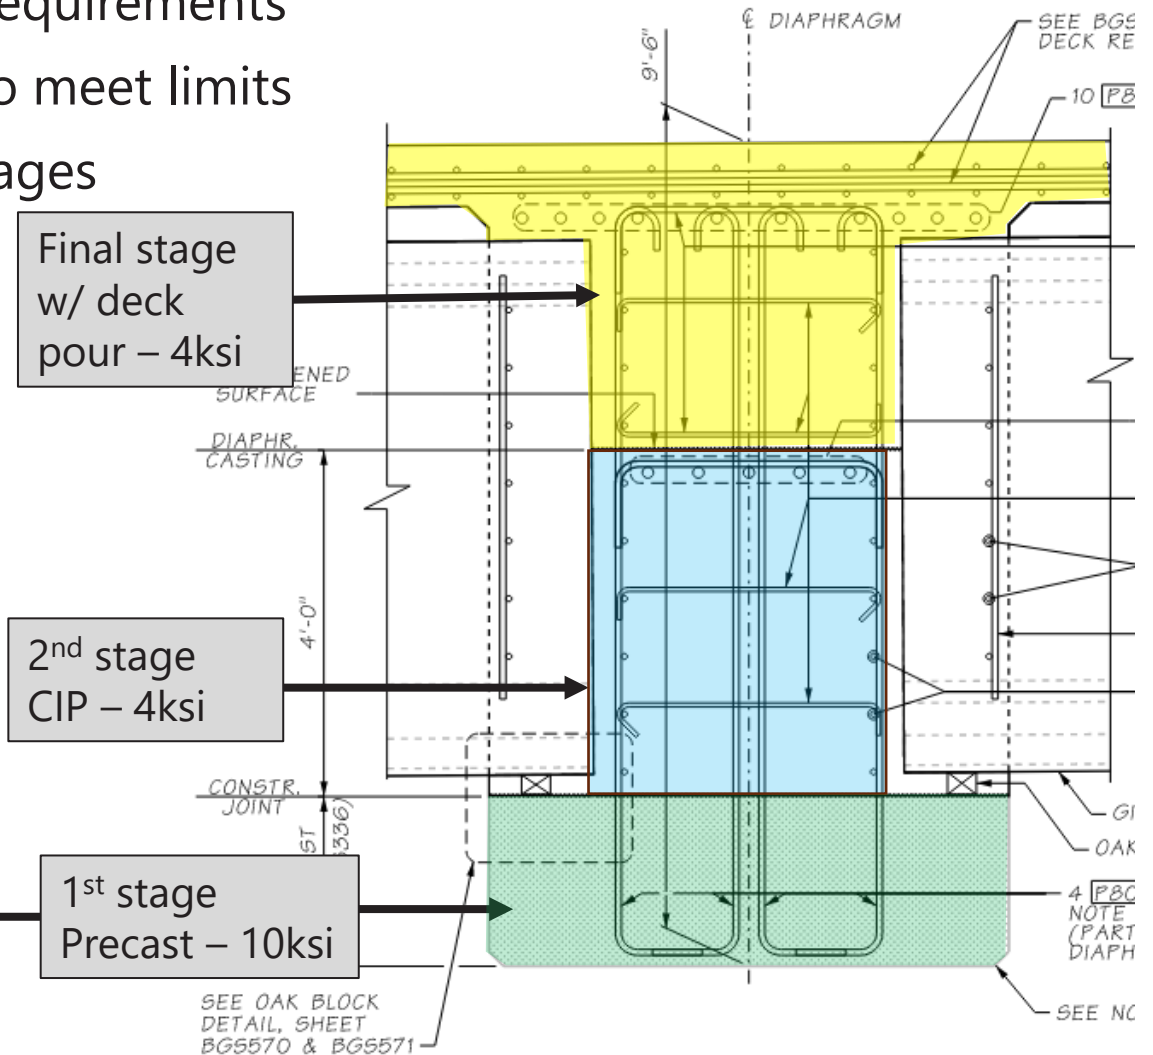 equirements
o meet limits
ages
℄ DIAPHRAGM
9'-6"
SEE BGS
DECK RE
10 P8
Final stage
w/ deck
pour – 4ksi
ENED
SURFACE
DIAPHR.
CASTING
4'-0"
2nd stage
CIP – 4ksi
CONSTR.
JOINT
ST
336)
1st stage
Precast – 10ksi
GI
OAK
4 P80
NOTE
(PART
DIAPH
SEE NO
SEE OAK BLOCK
DETAIL, SHEET
BGS570 & BGS571